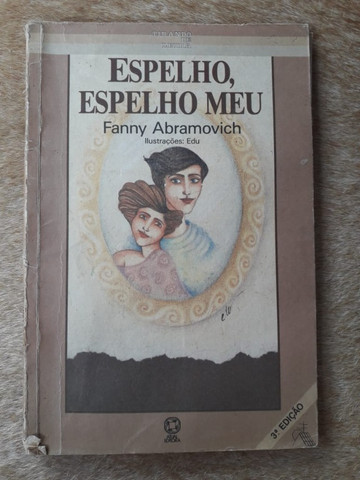 ESPELHO,
ESPELHO MEU
Fanny Abramovich
Ilustrações: Edu
3ª EDIÇÃO